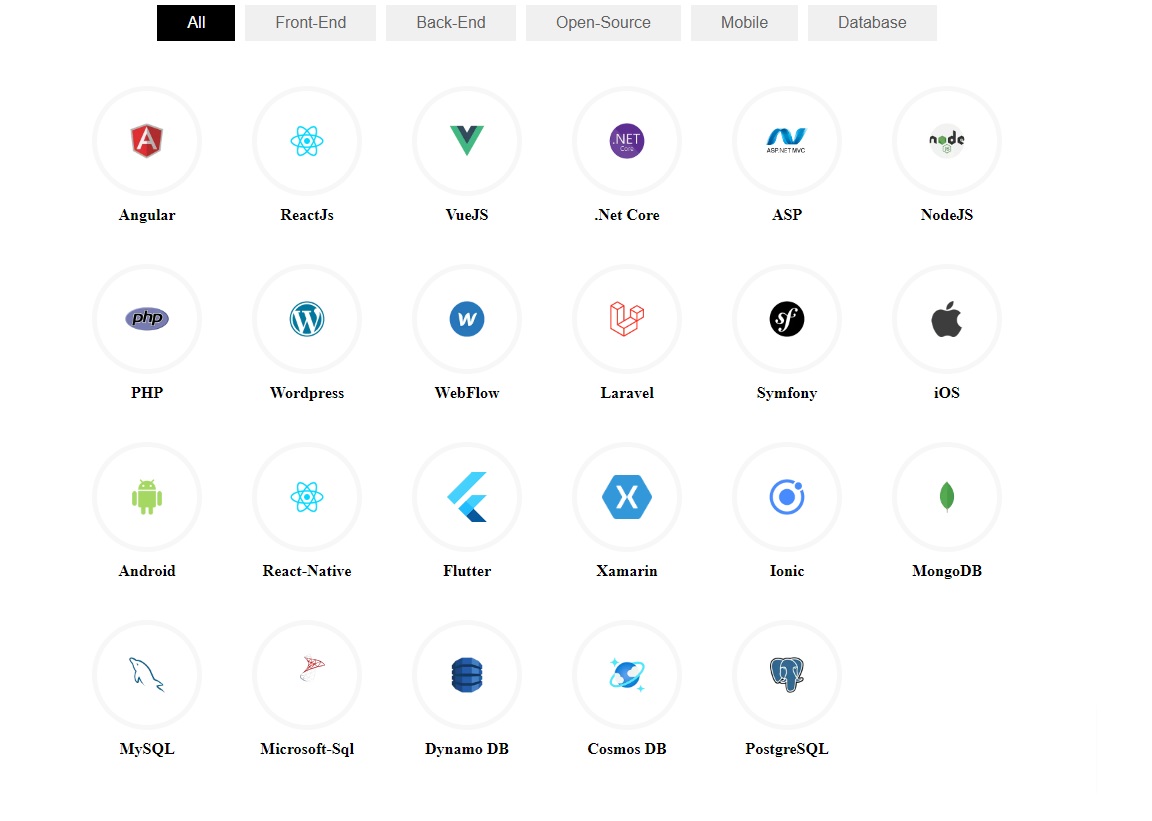 All Front-End Back-End Open-Source Mobile Database
.NET
Core
ASP.NET MVC
node
JS
Angular ReactJs VueJS .Net Core ASP NodeJS
php
W
W
sf
PHP Wordpress WebFlow Laravel Symfony iOS
X
Android React-Native Flutter Xamarin Ionic MongoDB
MySQL Microsoft-Sql Dynamo DB Cosmos DB PostgreSQL